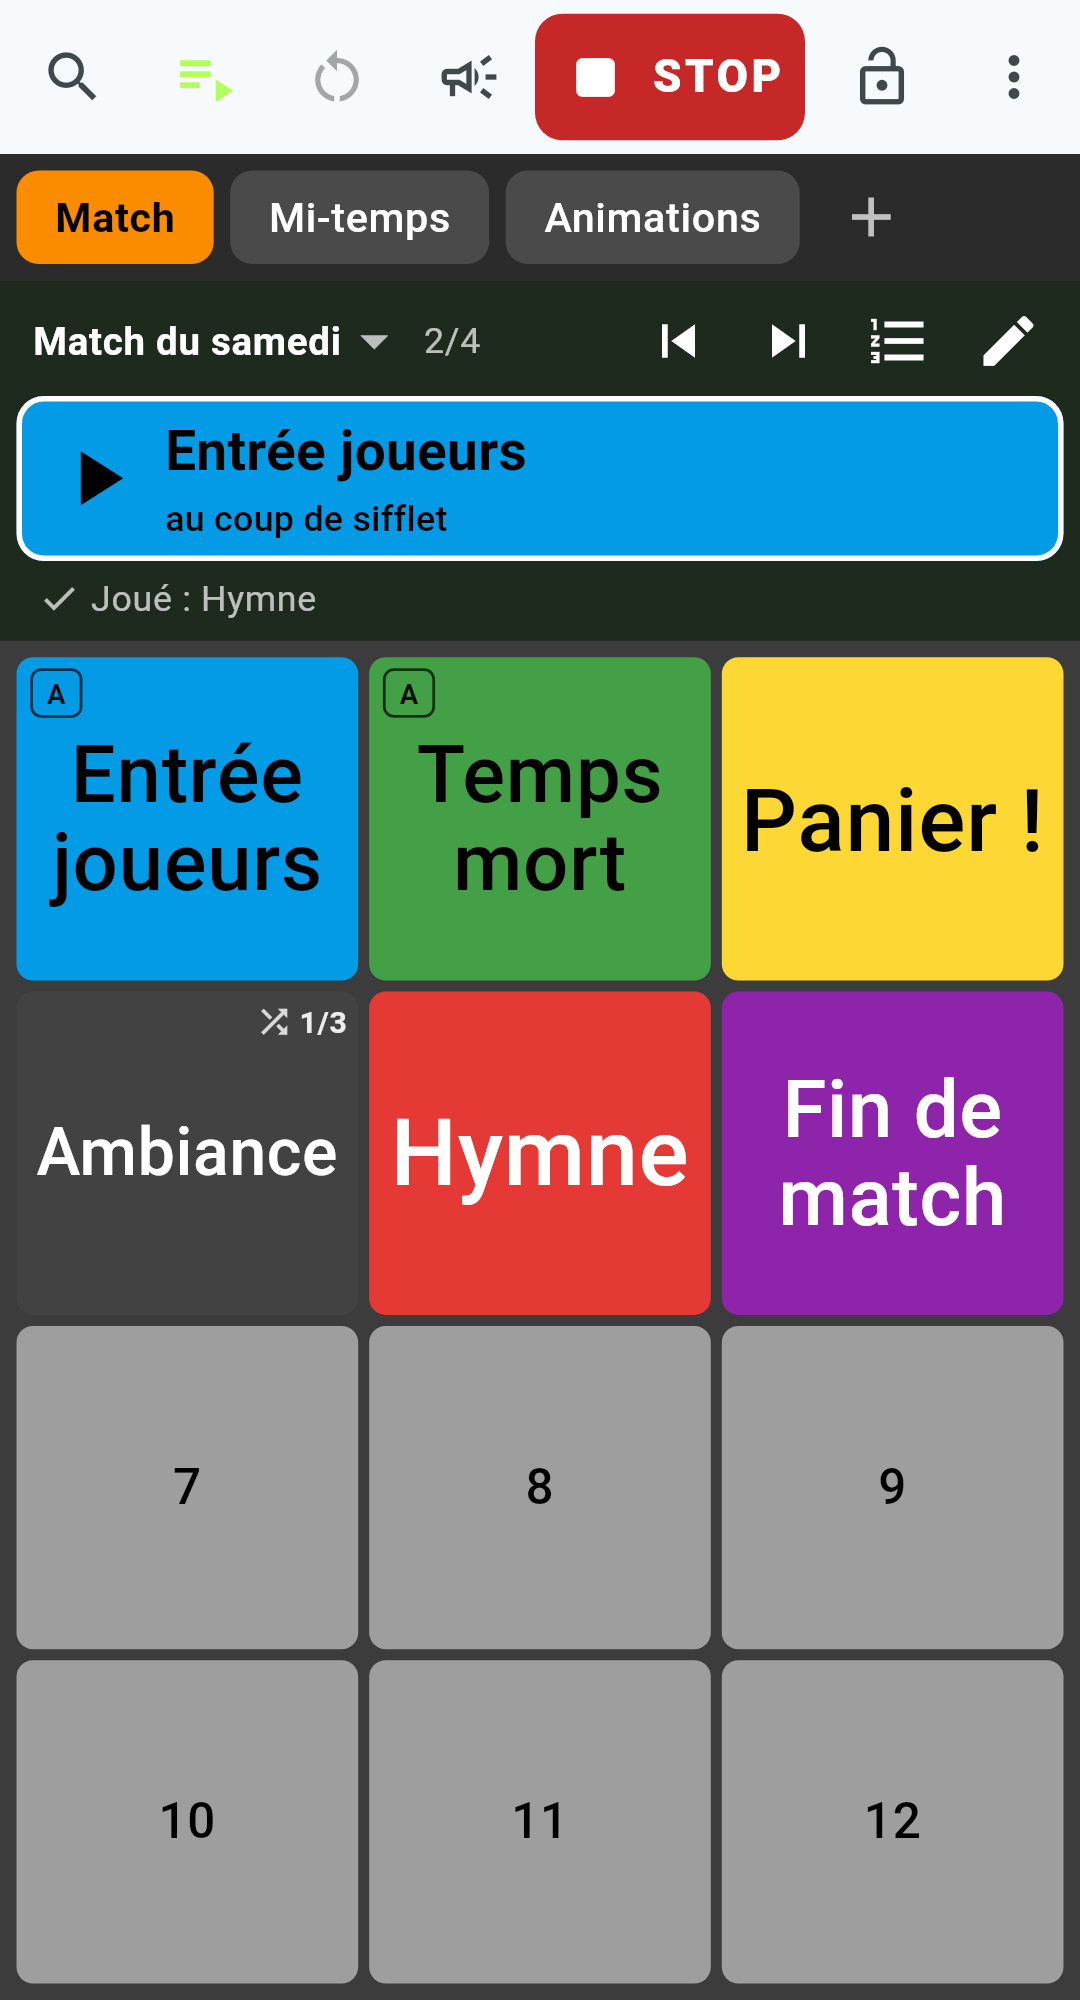 STOP
Match
Mi-temps
Animations
Match du samedi
2/4
Entrée joueurs
au coup de sifflet
Joué : Hymne
A
Entrée
joueurs
A
Temps
mort
Panier !
1/3
Ambiance
Hymne
Fin de
match
7
8
9
10
11
12